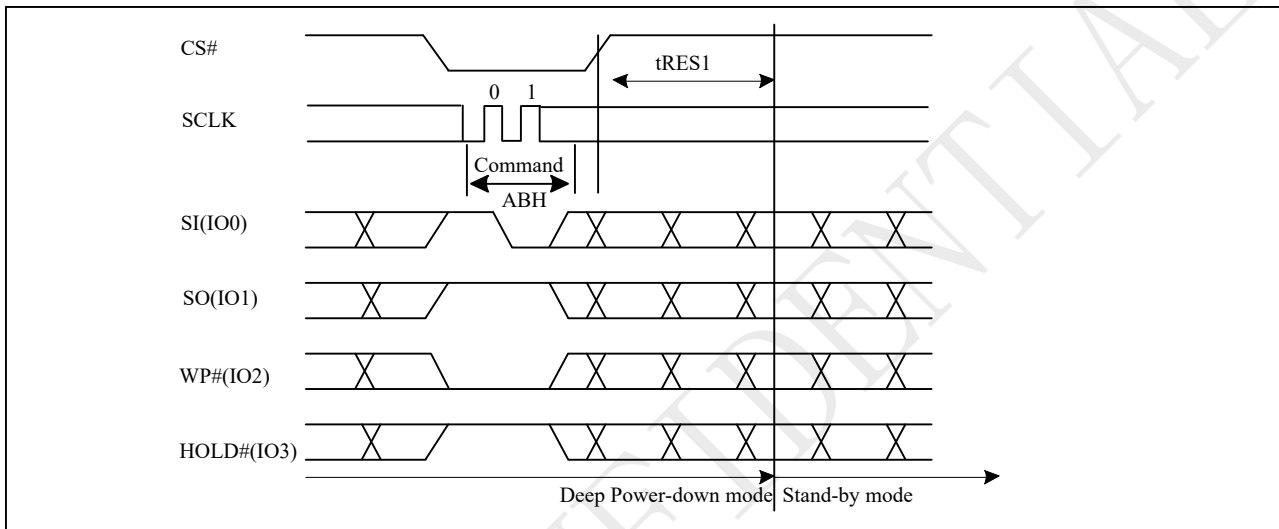 CS#
tRES1
0 1
SCLK
Command
ABH
SI(IO0)
SO(IO1)
WP#(IO2)
HOLD#(IO3)
Deep Power-down mode Stand-by mode
IDENTIAL